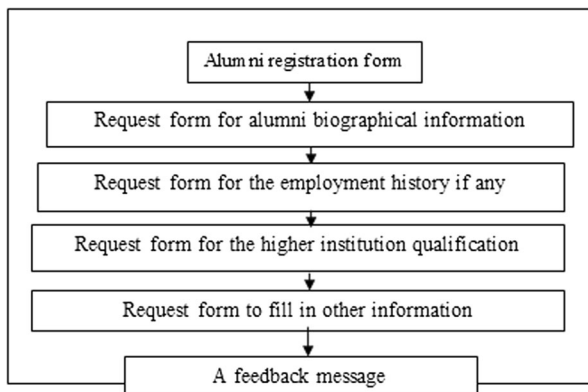 Alumni registration form
Request form for alumni biographical information
Request form for the employment history if any
Request form for the higher institution qualification
Request form to fill in other information
A feedback message